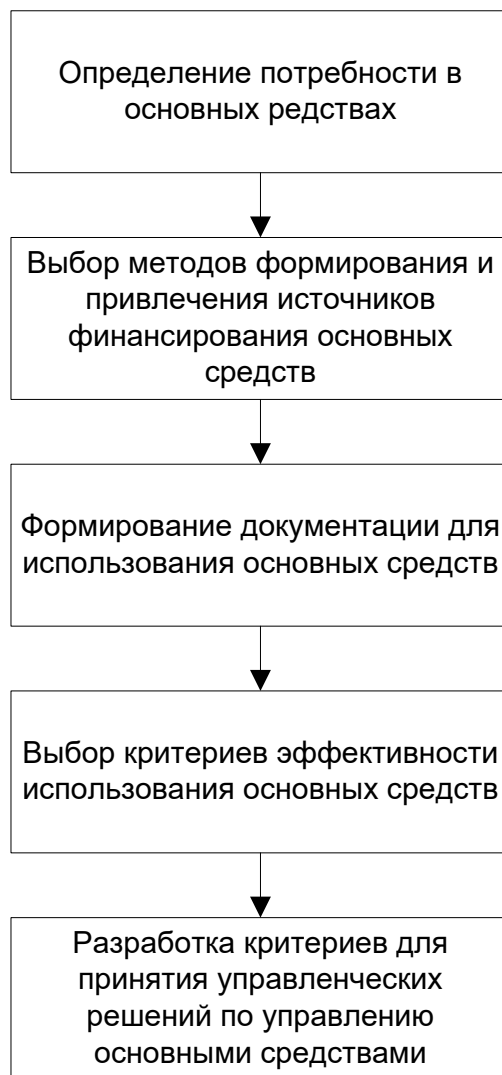 Определение потребности в
основных редствах
Выбор методов формирования и
привлечения источников
финансирования основных
средств
Формирование документации для
использования основных средств
Выбор критериев эффективности
использования основных средств
Разработка критериев для
принятия управленческих
решений по управлению
основными средствами